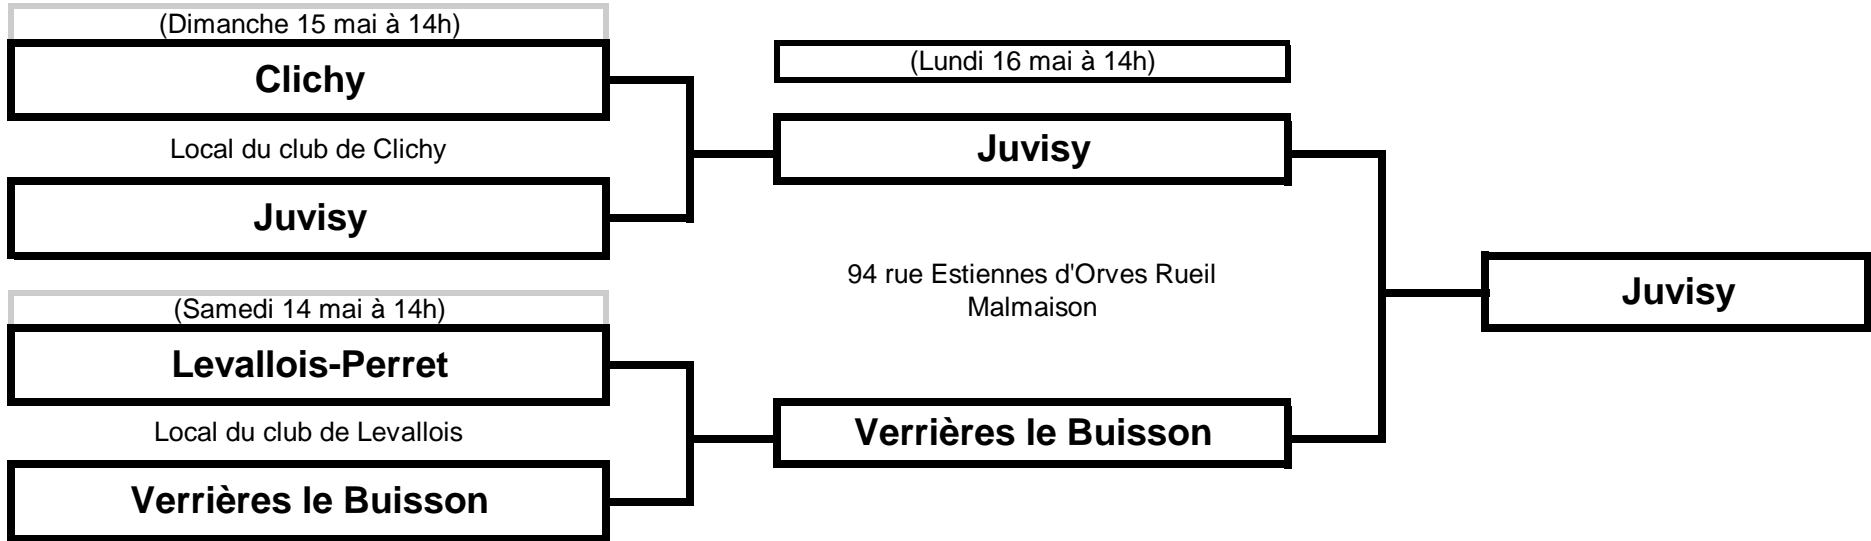 (Dimanche 15 mai à 14h)
Clichy
Local du club de Clichy
Juvisy
(Samedi 14 mai à 14h)
Levallois-Perret
Local du club de Levallois
Verrières le Buisson
(Lundi 16 mai à 14h)
Juvisy
94 rue Estiennes d'Orves Rueil
Malmaison
Verrières le Buisson
Juvisy